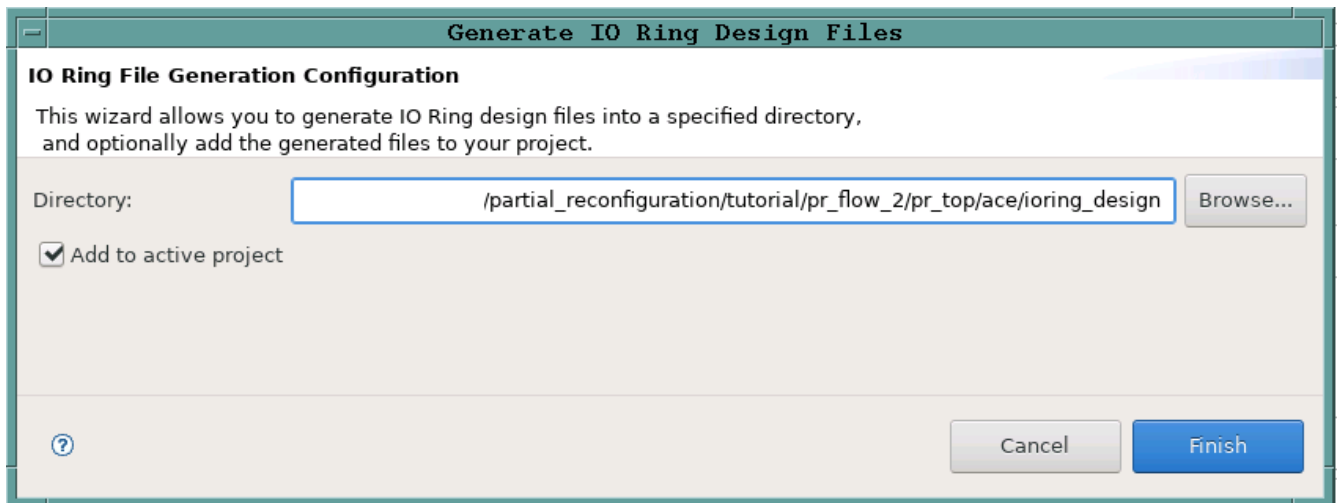 Generate IO Ring Design Files
IO Ring File Generation Configuration
This wizard allows you to generate IO Ring design files into a specified directory,
and optionally add the generated files to your project.
Directory: /partial_reconfiguration/tutorial/pr_flow_2/pr_top/ace/ioring_design Browse...
Add to active project
? Cancel Finish